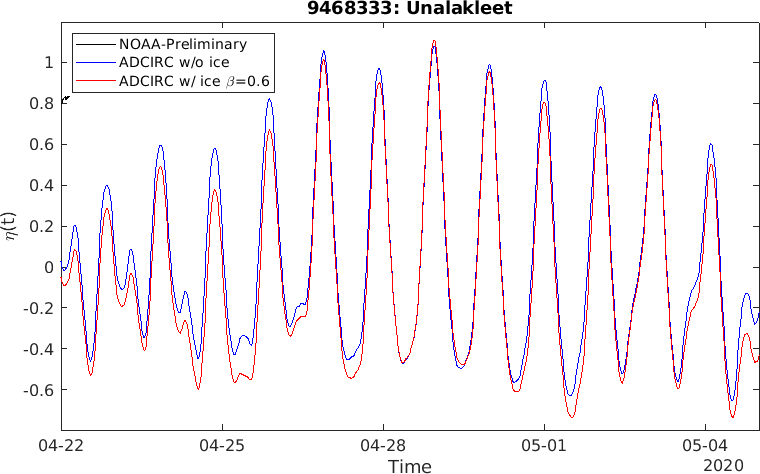 9468333: Unalakleet
NOAA-Preliminary
ADCIRC w/o ice
ADCIRC w/ ice β=0.6
η(t)
1
0.8
0.6
0.4
0.2
0
-0.2
-0.4
-0.6
04-22 04-25 04-28 05-01 05-04
Time
2020